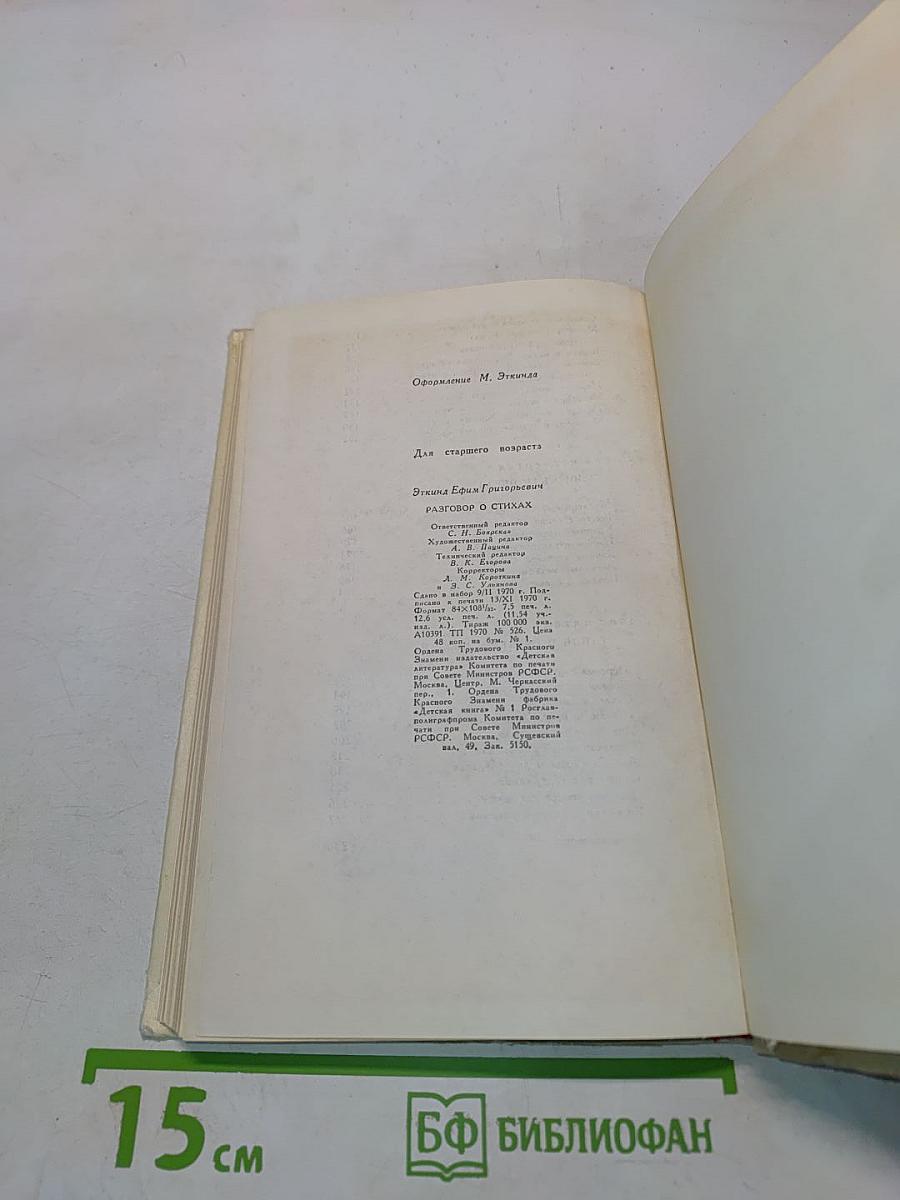 Оформление М. Эткинда
Для старшего возраста
Эткинд Ефим Григорьевич
РАЗГОВОР О СТИХАХ
Ответственный редактор
С. Н. Боярская
Художественный редактор
А. В. Пацина
Технический редактор
В. К. Егорова
Корректоры
Л. М. Короткина
и Э. С. Ульянова
Сдано в набор 9/II 1970 г. Под-
писано к печати 13/XI 1970 г.
Формат 84×108¹/₃₂. 7,5 печ. л.
12,6 усл. печ. л. (11,54 уч.-
изд. л.). Тираж 100 000 экз.
А10391. ТП 1970 № 526. Цена
48 коп. на бум. № 1.
Ордена Трудового Красного
Знамени издательство «Детская
литература» Комитета по печати
при Совете Министров РСФСР.
Москва, Центр, М. Черкасский
пер., 1. Ордена Трудового
Красного Знамени фабрика
«Детская книга» № 1 Росглав-
полиграфпрома Комитета по пе-
чати при Совете Министров
РСФСР. Москва, Сущевский
вал, 49. Зак. 5150.
15 см
БФ БИБЛИОФАН